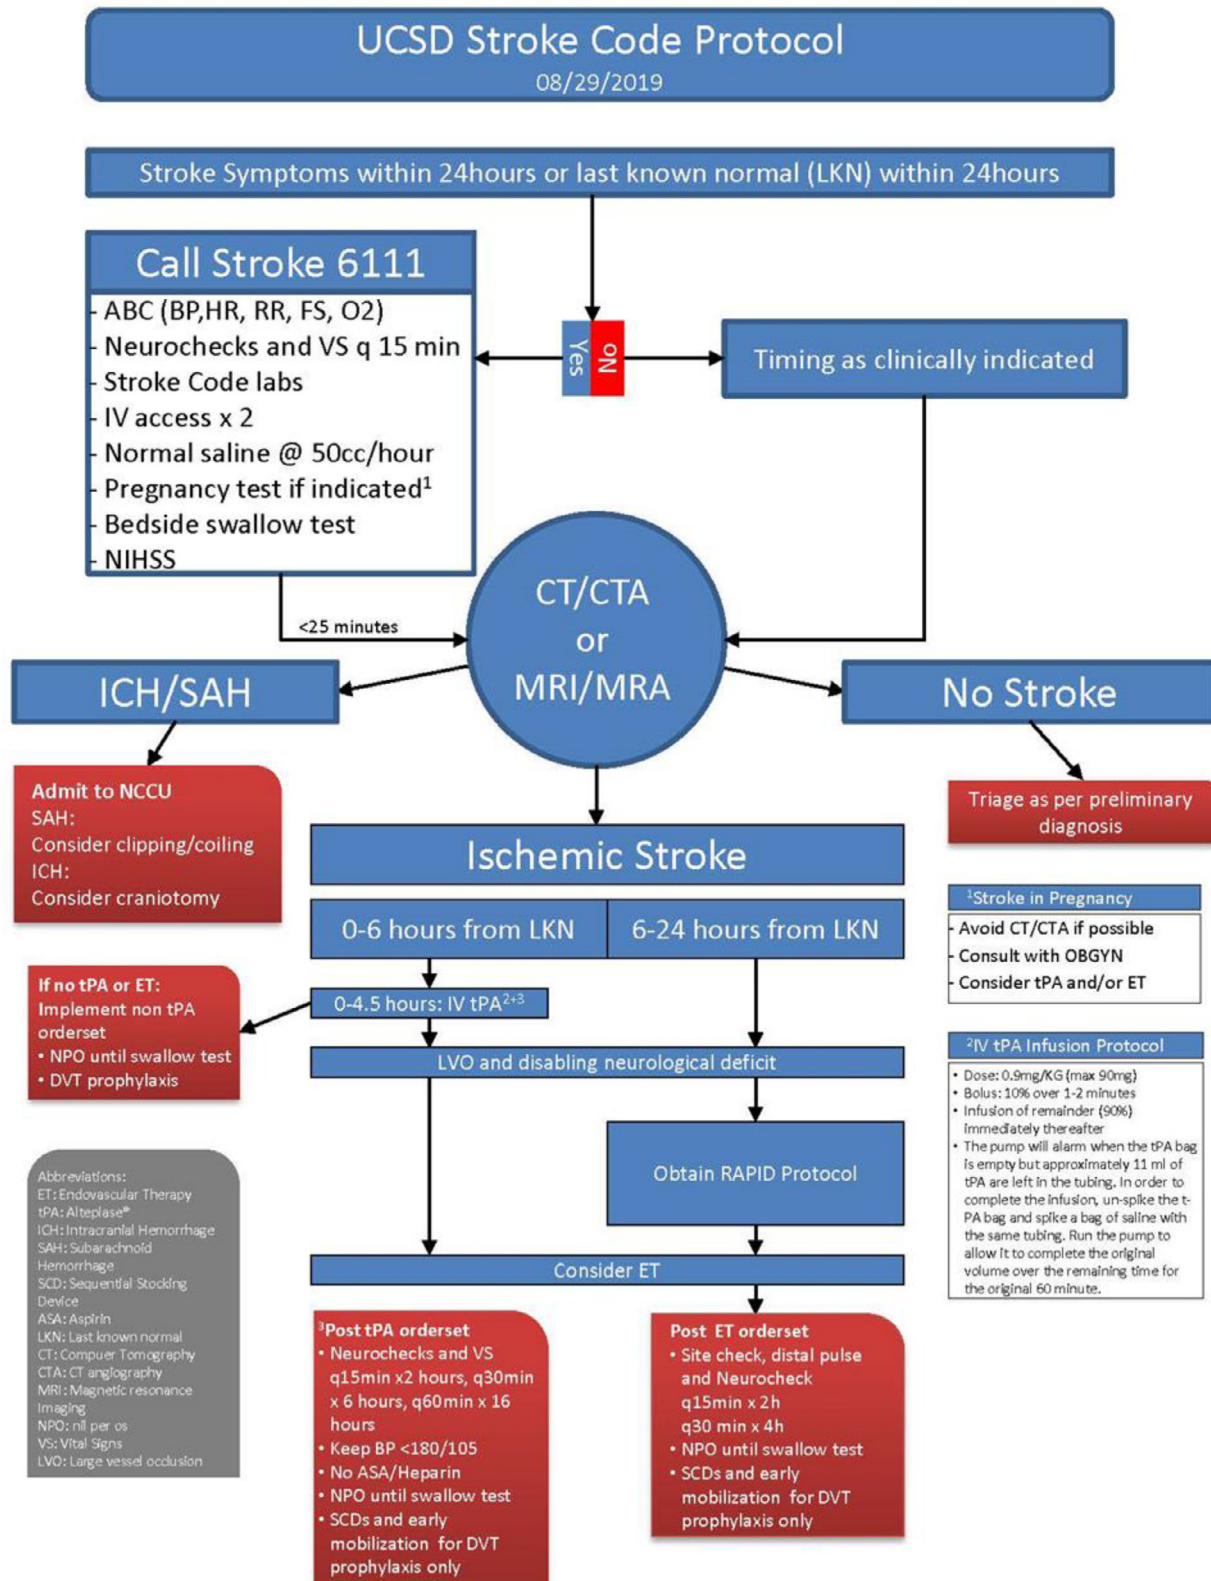 UCSD Stroke Code Protocol
08/29/2019
Stroke Symptoms within 24hours or last known normal (LKN) within 24hours
Call Stroke 6111
- ABC (BP,HR, RR, FS, O2)
- Neurochecks and VS q 15 min
- Stroke Code labs
- IV access x 2
- Normal saline @ 50cc/hour
- Pregnancy test if indicated¹
- Bedside swallow test
- NIHSS
Yes
No
Timing as clinically indicated
<25 minutes
CT/CTA
or
MRI/MRA
ICH/SAH
No Stroke
Admit to NCCU
SAH:
Consider clipping/coiling
ICH:
Consider craniotomy
Triage as per preliminary
diagnosis
Ischemic Stroke
0-6 hours from LKN
6-24 hours from LKN
0-4.5 hours: IV tPA²⁺³
If no tPA or ET:
Implement non tPA
orderset
• NPO until swallow test
• DVT prophylaxis
LVO and disabling neurological deficit
Obtain RAPID Protocol
Consider ET
¹Stroke in Pregnancy
- Avoid CT/CTA if possible
- Consult with OBGYN
- Consider tPA and/or ET
²IV tPA Infusion Protocol
• Dose: 0.9mg/KG (max 90mg)
• Bolus: 10% over 1-2 minutes
• Infusion of remainder (90%)
immediately thereafter
• The pump will alarm when the tPA bag
is empty but approximately 11 ml of
tPA are left in the tubing. In order to
complete the infusion, un-spike the t-
PA bag and spike a bag of saline with
the same tubing. Run the pump to
allow it to complete the original
volume over the remaining time for
the original 60 minute.
Abbreviations:
ET: Endovascular Therapy
tPA: Alteplase®
ICH: Intracranial Hemorrhage
SAH: Subarachnoid
Hemorrhage
SCD: Sequential Stocking
Device
ASA: Aspirin
LKN: Last known normal
CT: Compuer Tomography
CTA: CT angiography
MRI: Magnetic resonance
Imaging
NPO: nil per os
VS: Vital Signs
LVO: Large vessel occlusion
³Post tPA orderset
• Neurochecks and VS
q15min x2 hours, q30min
x 6 hours, q60min x 16
hours
• Keep BP <180/105
• No ASA/Heparin
• NPO until swallow test
• SCDs and early
mobilization for DVT
prophylaxis only
Post ET orderset
• Site check, distal pulse
and Neurocheck
q15min x 2h
q30 min x 4h
• NPO until swallow test
• SCDs and early
mobilization for DVT
prophylaxis only